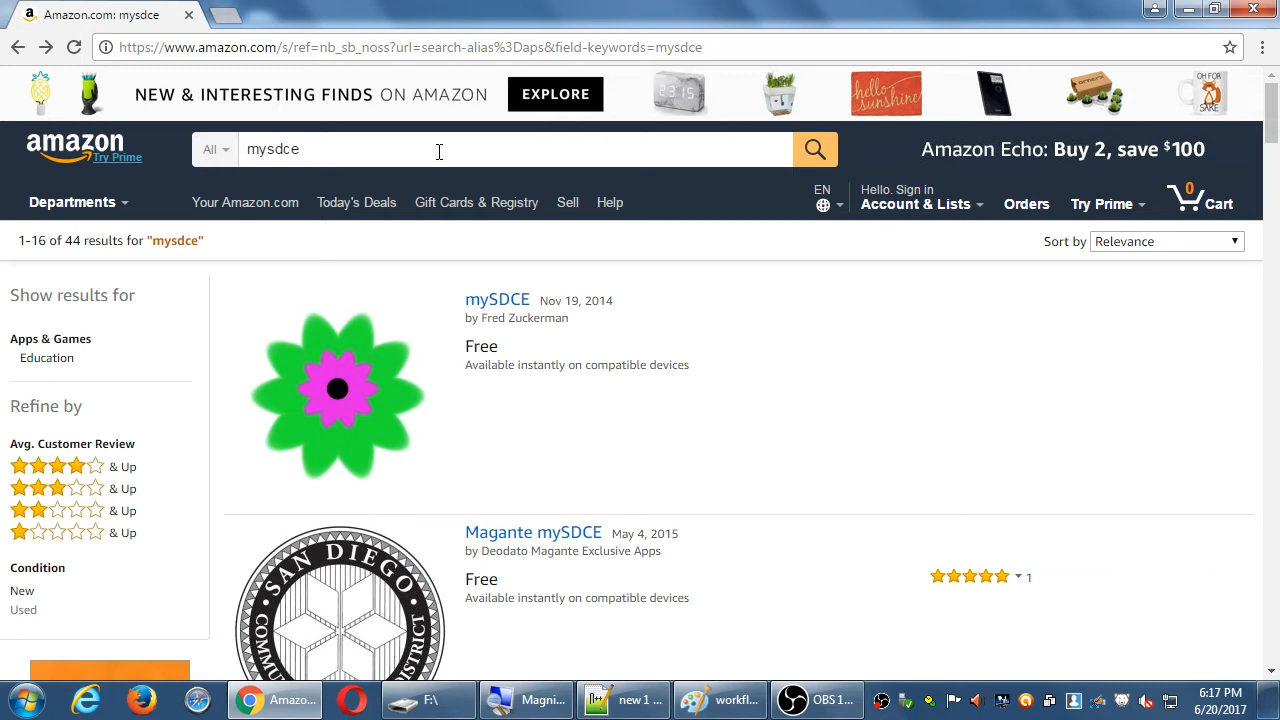 Amazon.com: mysdce
https://www.amazon.com/s/ref=nb_sb_noss?url=search-alias%3Daps&field-keywords=mysdce
NEW & INTERESTING FINDS ON AMAZON
EXPLORE
23:15
hello sunshine
OH FOR
SAKE
amazon
Try Prime
All
mysdce
Amazon Echo: Buy 2, save $100
Departments
Your Amazon.com
Today's Deals
Gift Cards & Registry
Sell
Help
EN
Hello. Sign in
Account & Lists
Orders
Try Prime
0
Cart
1-16 of 44 results for "mysdce"
Sort by
Relevance
Show results for
Apps & Games
Education
Refine by
Avg. Customer Review
& Up
& Up
& Up
& Up
Condition
New
Used
mySDCE Nov 19, 2014
by Fred Zuckerman
Free
Available instantly on compatible devices
SAN DIEGO
Magante mySDCE May 4, 2015
by Deodato Magante Exclusive Apps
Free
Available instantly on compatible devices
1
Amazo...
F:\
Magni...
new 1 ...
workfl...
OBS 1...
6:17 PM
6/20/2017